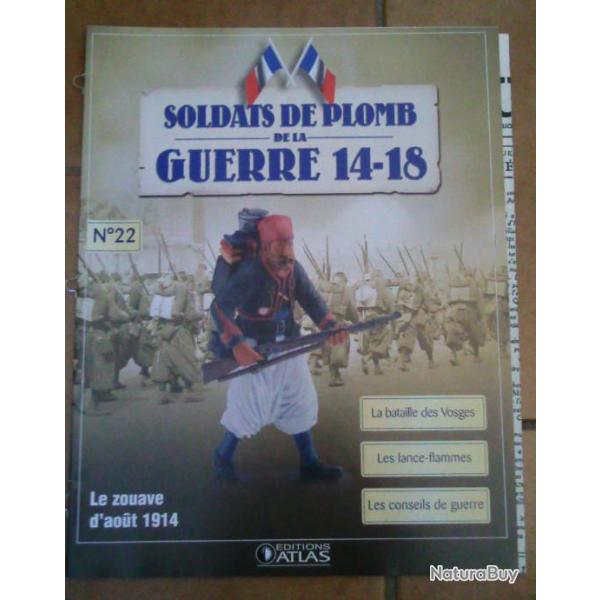 SOLDATS DE PLOMB
DE LA
GUERRE 14-18
N°22
La bataille des Vosges
Les lance-flammes
Les conseils de guerre
Le zouave
d'août 1914
EDITIONS
ATLAS
NaturaBuy